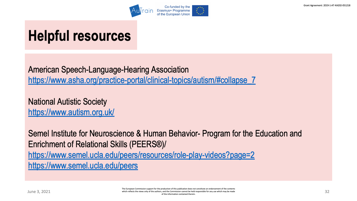 AuTrain
Co-funded by the
Erasmus+ Programme
of the European Union
Helpful resources
American Speech-Language-Hearing Association
https://www.asha.org/practice-portal/clinical-topics/autism/#collapse_7
National Autistic Society
https://www.autism.org.uk/
Semel Institute for Neuroscience & Human Behavior- Program for the Education and
Enrichment of Relational Skills (PEERS®)/
https://www.semel.ucla.edu/peers/resources/role-play-videos?page=2
https://www.semel.ucla.edu/peers
June 3, 2021
The European Commission support for the production of this publication does not constitute an endorsement of the contents
which reflects the views only of the authors, and the Commission cannot be held responsible for any use which may be made
of the information contained therein.
32